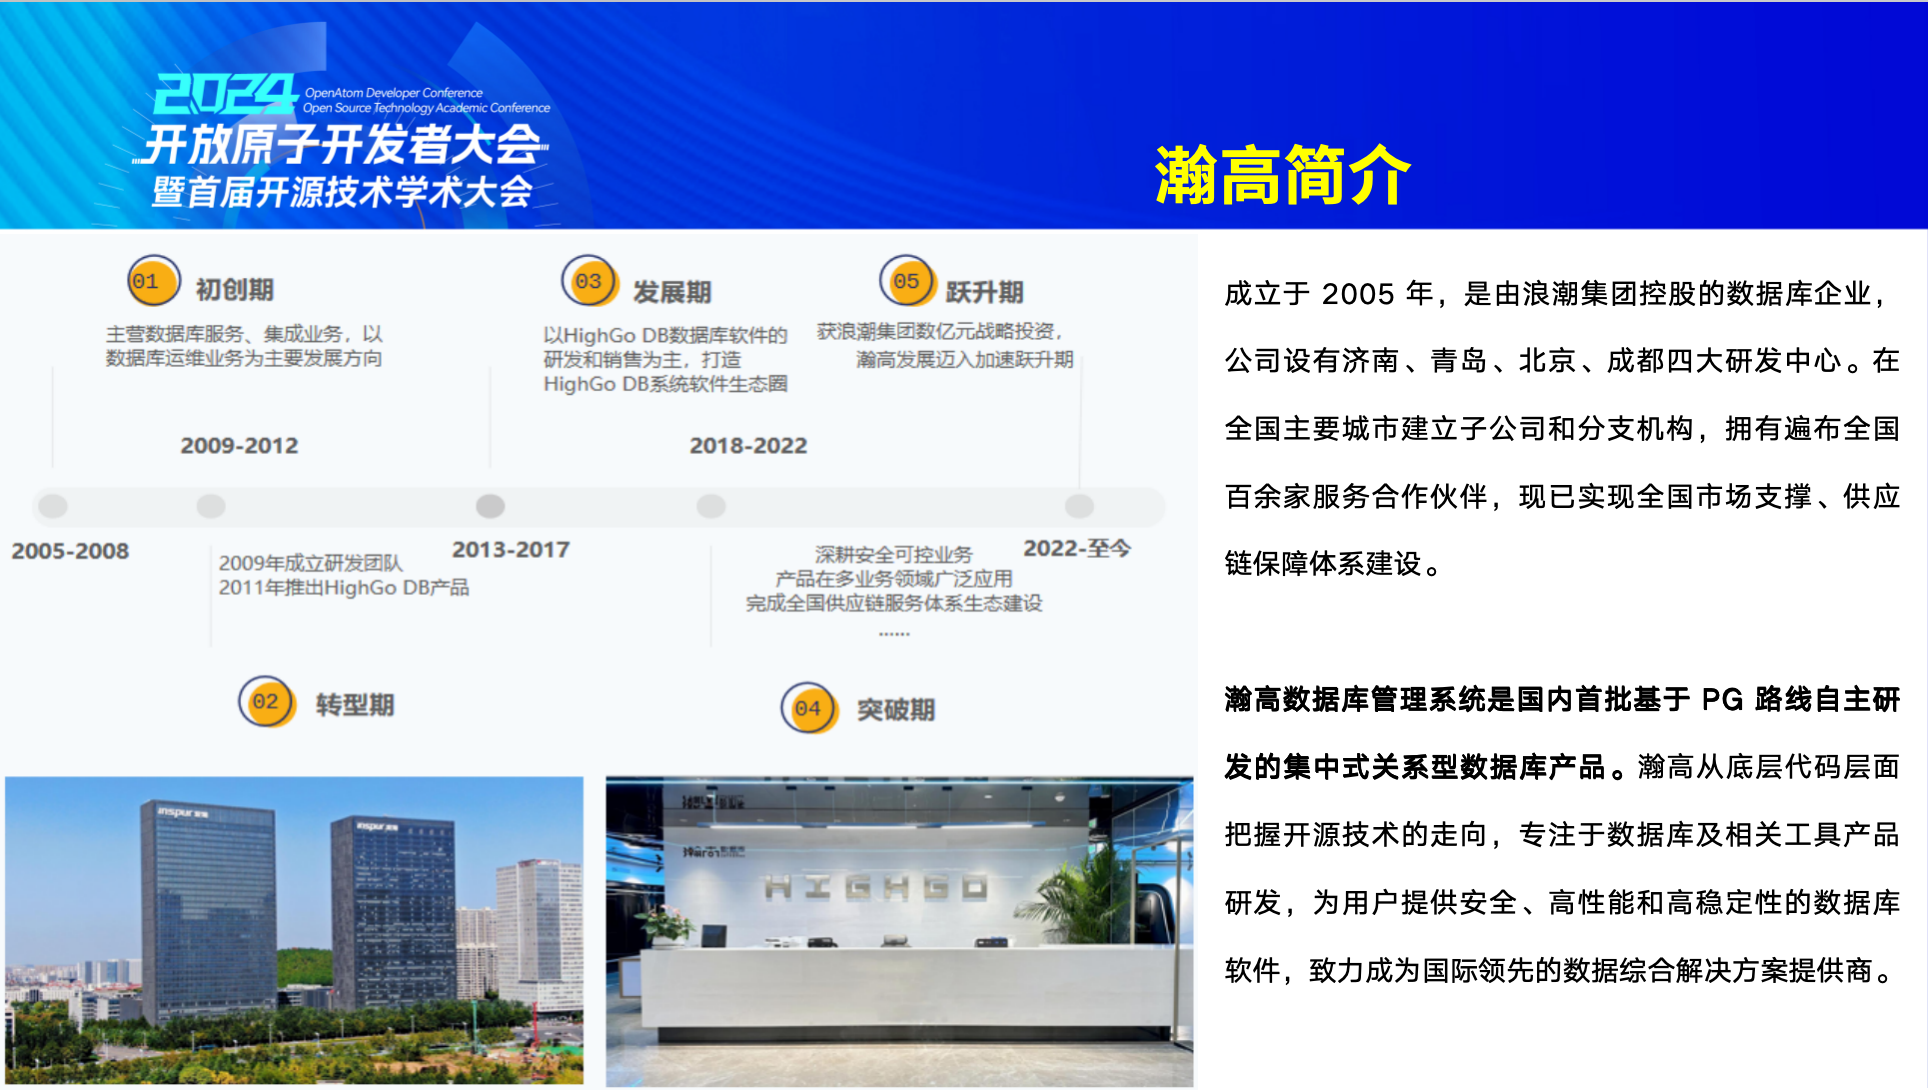 2024
OpenAtom Developer Conference
Open Source Technology Academic Conference
开放原子开发者大会
暨首届开源技术学术大会
瀚高简介
01 初创期
主营数据库服务、集成业务，以
数据库运维业务为主要发展方向
03 发展期
以HighGo DB数据库软件的
研发和销售为主，打造
HighGo DB系统软件生态圈
05 跃升期
获浪潮集团数亿元战略投资，
瀚高发展迈入加速跃升期
2009-2012
2018-2022
2005-2008
2013-2017
2022-至今
2009年成立研发团队
2011年推出HighGo DB产品
深耕安全可控业务
产品在多业务领域广泛应用
完成全国供应链服务体系生态建设
......
02 转型期
04 突破期
inspur 浪潮
inspur 浪潮
HIGHGO
成立于 2005 年，是由浪潮集团控股的数据库企业，
公司设有济南、青岛、北京、成都四大研发中心。在
全国主要城市建立子公司和分支机构，拥有遍布全国
百余家服务合作伙伴，现已实现全国市场支撑、供应
链保障体系建设。
瀚高数据库管理系统是国内首批基于 PG 路线自主研
发的集中式关系型数据库产品。瀚高从底层代码层面
把握开源技术的走向，专注于数据库及相关工具产品
研发，为用户提供安全、高性能和高稳定性的数据库
软件，致力成为国际领先的数据综合解决方案提供商。